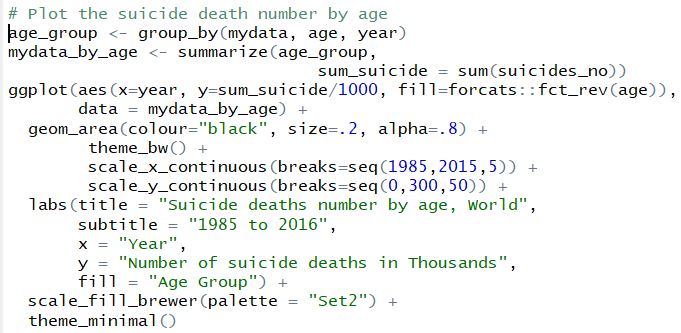 # Plot the suicide death number by age
age_group <- group_by(mydata, age, year)
mydata_by_age <- summarize(age_group,
                           sum_suicide = sum(suicides_no))
ggplot(aes(x=year, y=sum_suicide/1000, fill=forcats::fct_rev(age)),
       data = mydata_by_age) +
  geom_area(colour="black", size=.2, alpha=.8) +
        theme_bw() +
        scale_x_continuous(breaks=seq(1985,2015,5)) +
        scale_y_continuous(breaks=seq(0,300,50)) +
  labs(title = "Suicide deaths number by age, World",
       subtitle = "1985 to 2016",
       x = "Year",
       y = "Number of suicide deaths in Thousands",
       fill = "Age Group") +
  scale_fill_brewer(palette = "Set2") +
  theme_minimal()